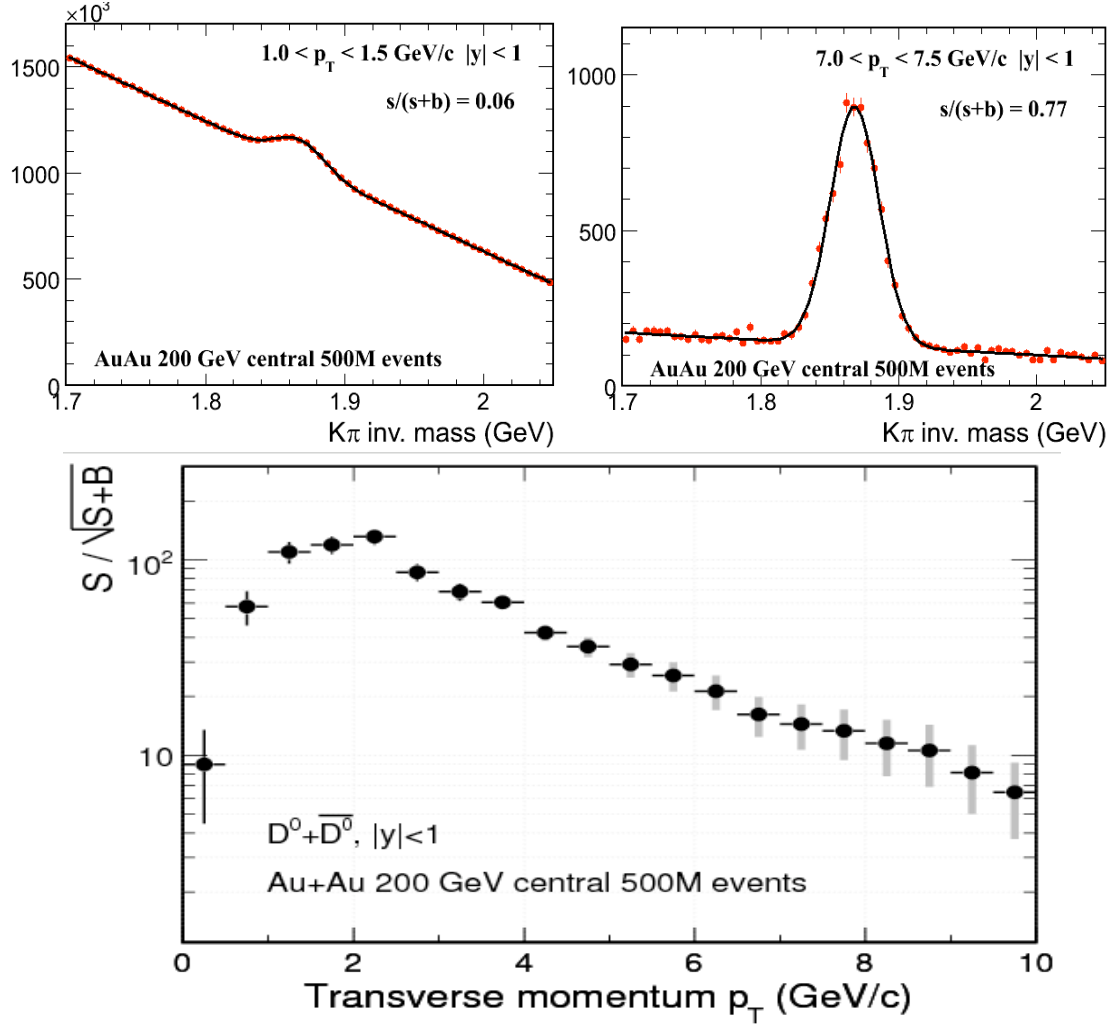 ×10³
1.0 < p_T < 1.5 GeV/c |y| < 1
s/(s+b) = 0.06
1500
1000
500
0
AuAu 200 GeV central 500M events
1.7 1.8 1.9 2
Kπ inv. mass (GeV)
7.0 < p_T < 7.5 GeV/c |y| < 1
s/(s+b) = 0.77
1000
500
0
AuAu 200 GeV central 500M events
1.7 1.8 1.9 2
Kπ inv. mass (GeV)
S / √S+B
10²
10
D⁰+D̅⁰, |y|<1
Au+Au 200 GeV central 500M events
0 2 4 6 8 10
Transverse momentum p_T (GeV/c)